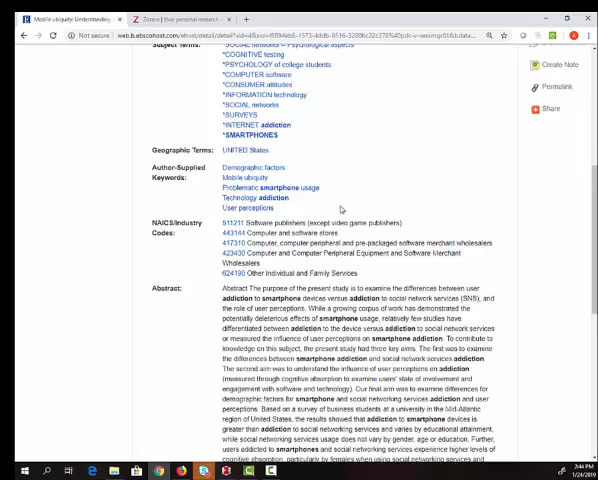 Mobile ubiquity: Understanding
Zotero | Your personal research
Not secure | web.b.ebscohost.com/ehost/detail/detail?
Subject Terms: *SOCIAL networks -- Psychological aspects
*COGNITIVE testing
*PSYCHOLOGY of college students
*COMPUTER software
*CONSUMER attitudes
*INFORMATION technology
*SOCIAL networks
*SURVEYS
*INTERNET addiction
*SMARTPHONES
Geographic Terms: UNITED States
Author-Supplied Keywords: Demographic factors
Mobile ubiquity
Problematic smartphone usage
Technology addiction
User perceptions
NAICS/Industry Codes: 511211 Software publishers (except video game publishers)
443144 Computer and software stores
417310 Computer, computer peripheral and pre-packaged software merchant wholesalers
423430 Computer and Computer Peripheral Equipment and Software Merchant
Wholesalers
624190 Other Individual and Family Services
Abstract: Abstract The purpose of the present study is to examine the differences between user
addiction to smartphone devices versus addiction to social network services (SNS), and
the role of user perceptions. While a growing corpus of work has demonstrated the
potentially deleterious effects of smartphone usage, relatively few studies have
differentiated between addiction to the device versus addiction to social network services
or measured the influence of user perceptions on smartphone addiction. To contribute to
knowledge on this subject, the present study had three key aims. The first was to examine
the differences between smartphone addiction and social network services addiction.
The second aim was to understand the influence of user perceptions on addiction
(measured through cognitive absorption to examine users' state of involvement and
engagement with software and technology). Our final aim was to examine differences for
demographic factors for smartphone and social networking services addiction and user
perceptions. Based on a survey of business students at a university in the Mid-Atlantic
region of United States, the results showed that addiction to smartphone devices is
greater than addiction to social networking services and varies by educational attainment,
while social networking services usage does not vary by gender, age or education. Further,
users addicted to smartphones and social networking services experience higher levels of
cognitive absorption, particularly by females when using social networking services and
Create Note
Permalink
Share
2:44 PM
1/24/2019